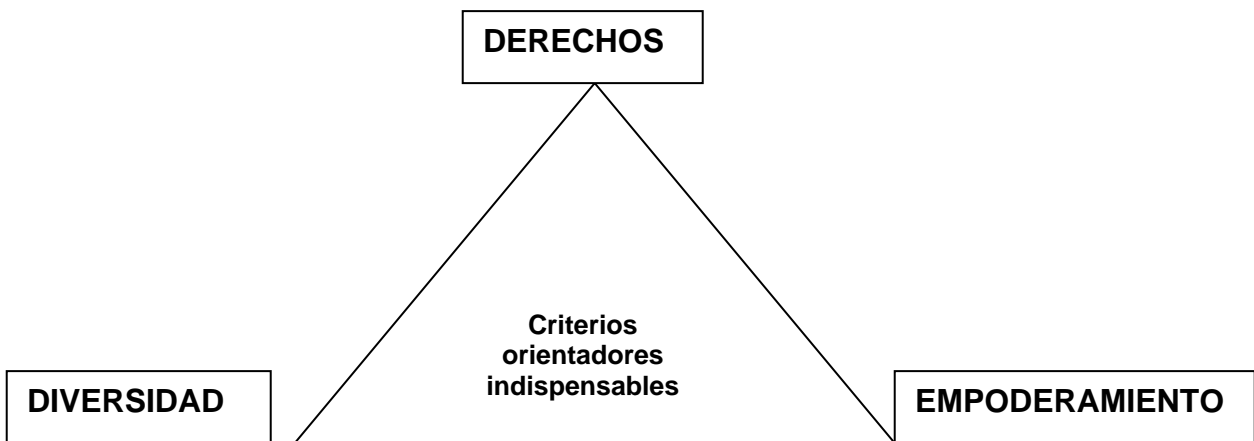 DERECHOS
Criterios
orientadores
indispensables
DIVERSIDAD
EMPODERAMIENTO